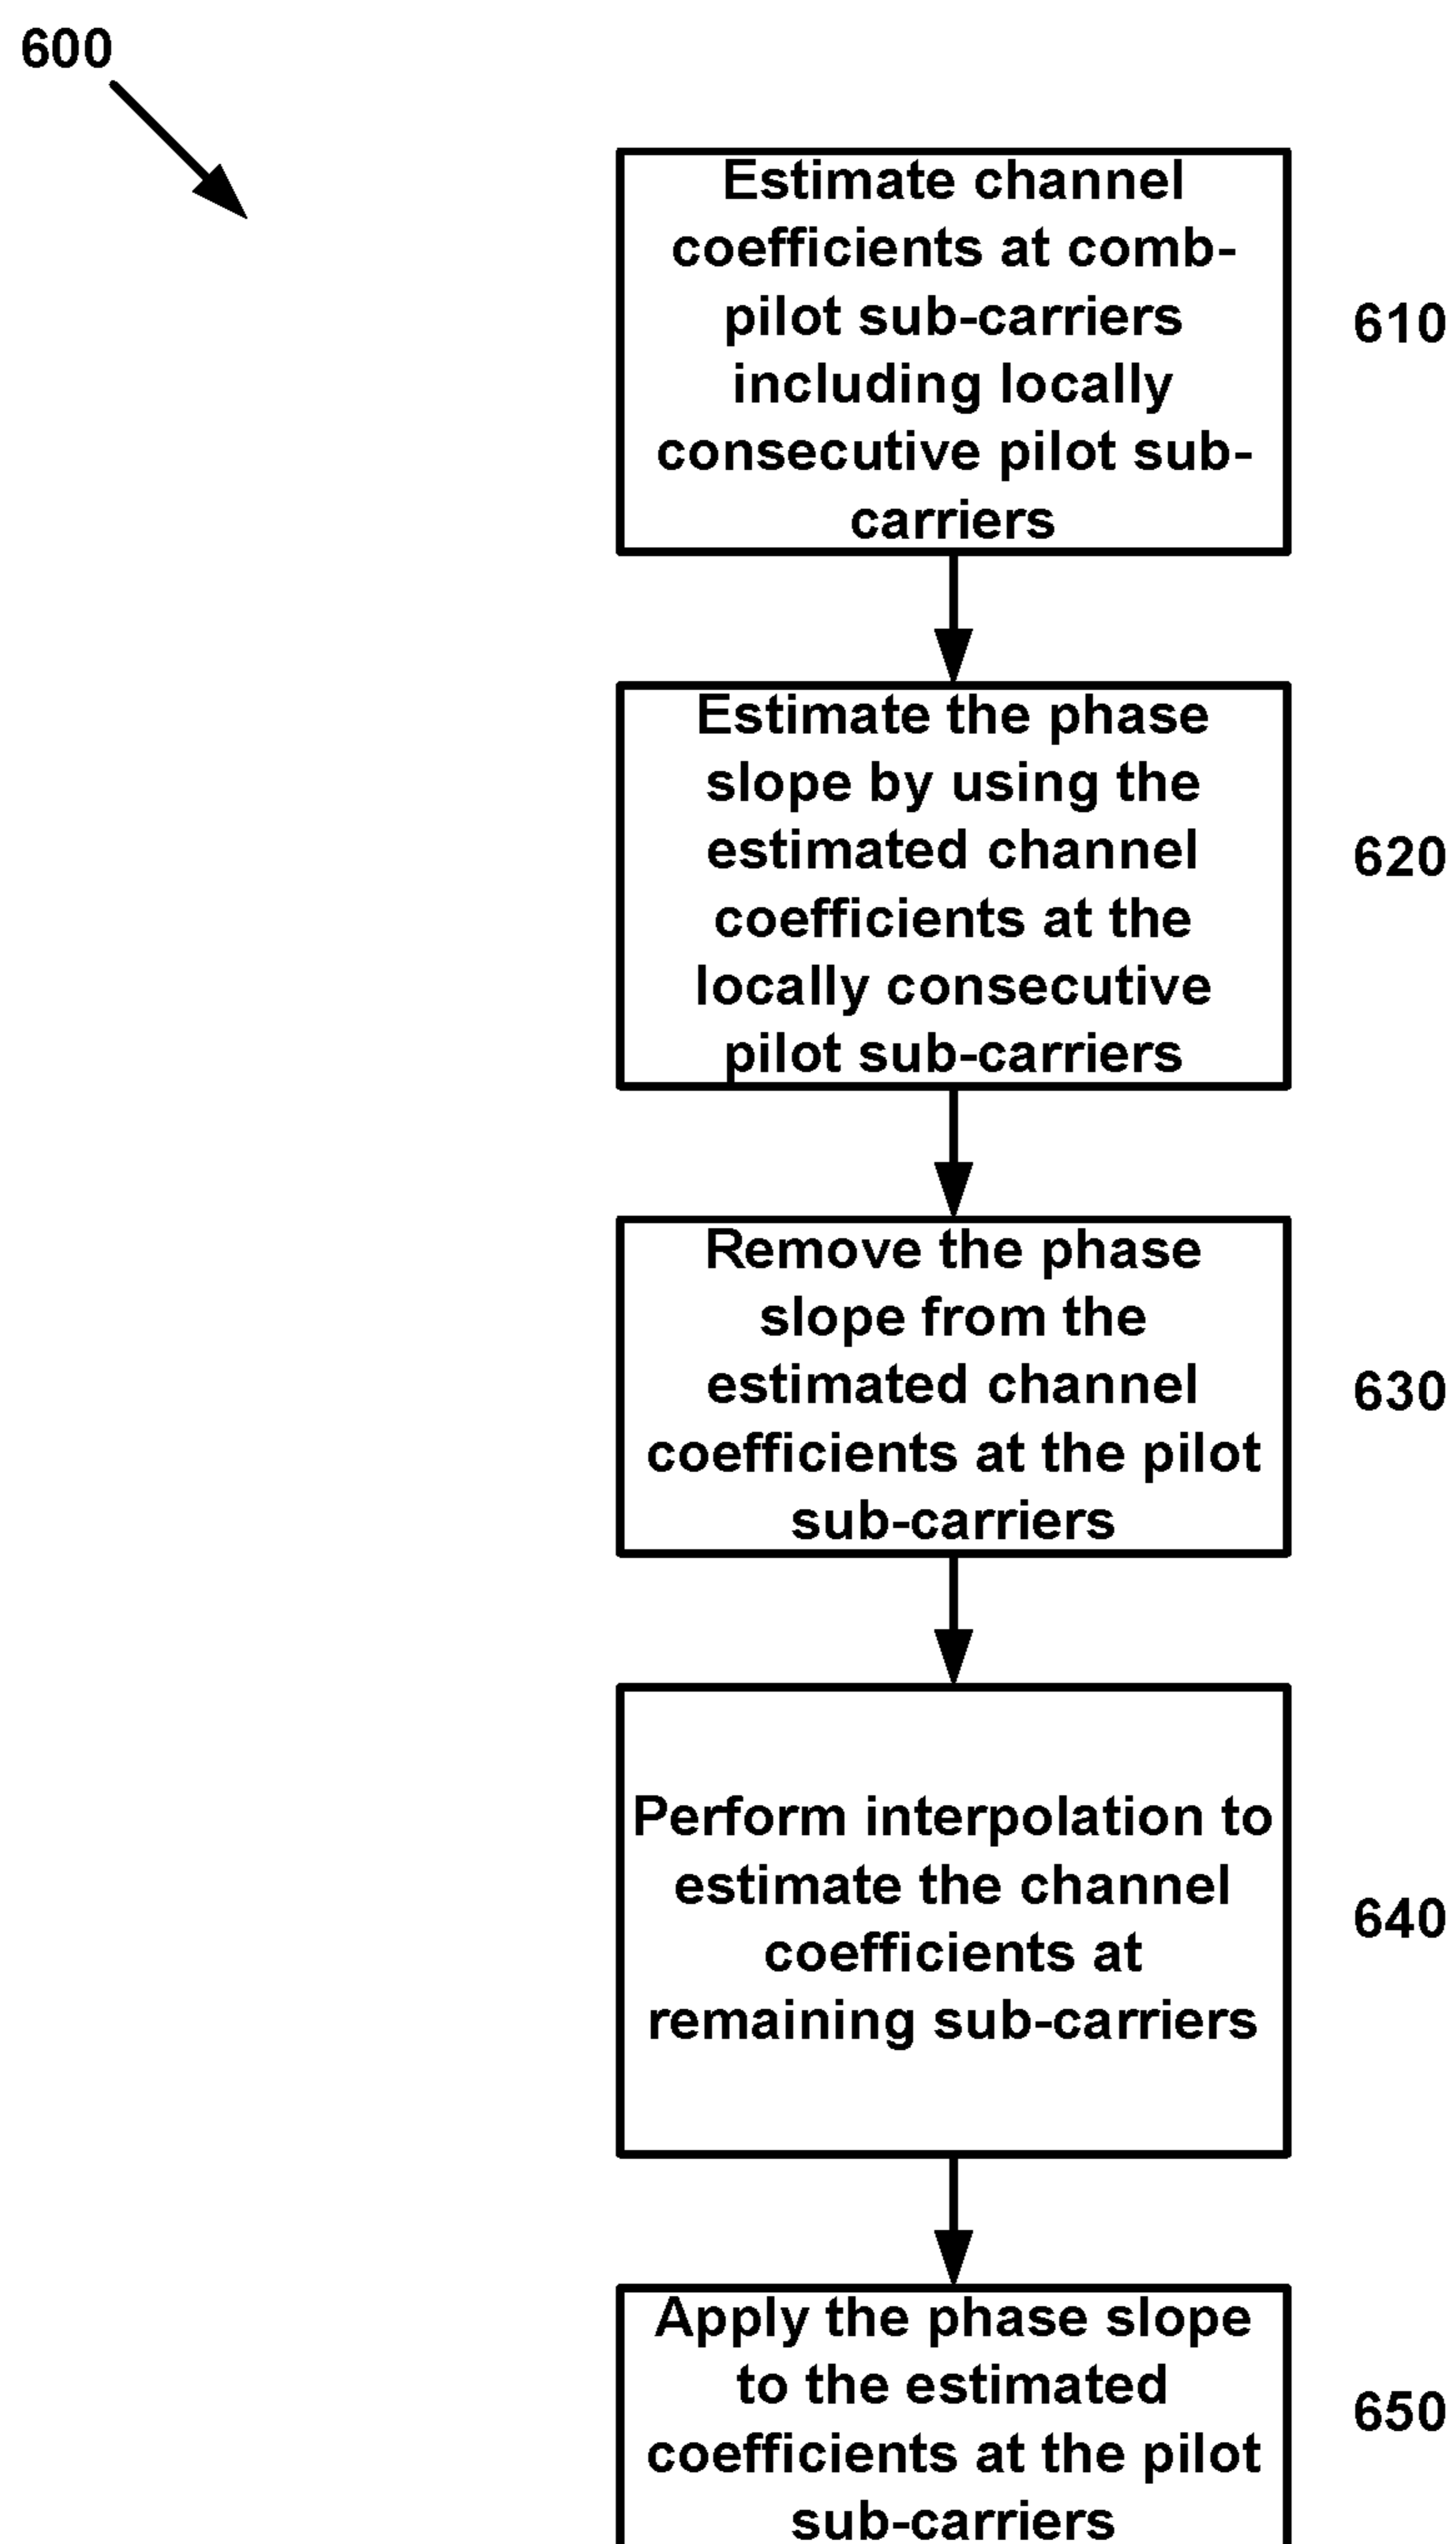 600
Estimate channel
coefficients at comb-
pilot sub-carriers
including locally
consecutive pilot sub-
carriers
610
Estimate the phase
slope by using the
estimated channel
coefficients at the
locally consecutive
pilot sub-carriers
620
Remove the phase
slope from the
estimated channel
coefficients at the pilot
sub-carriers
630
Perform interpolation to
estimate the channel
coefficients at
remaining sub-carriers
640
Apply the phase slope
to the estimated
coefficients at the pilot
sub-carriers
650